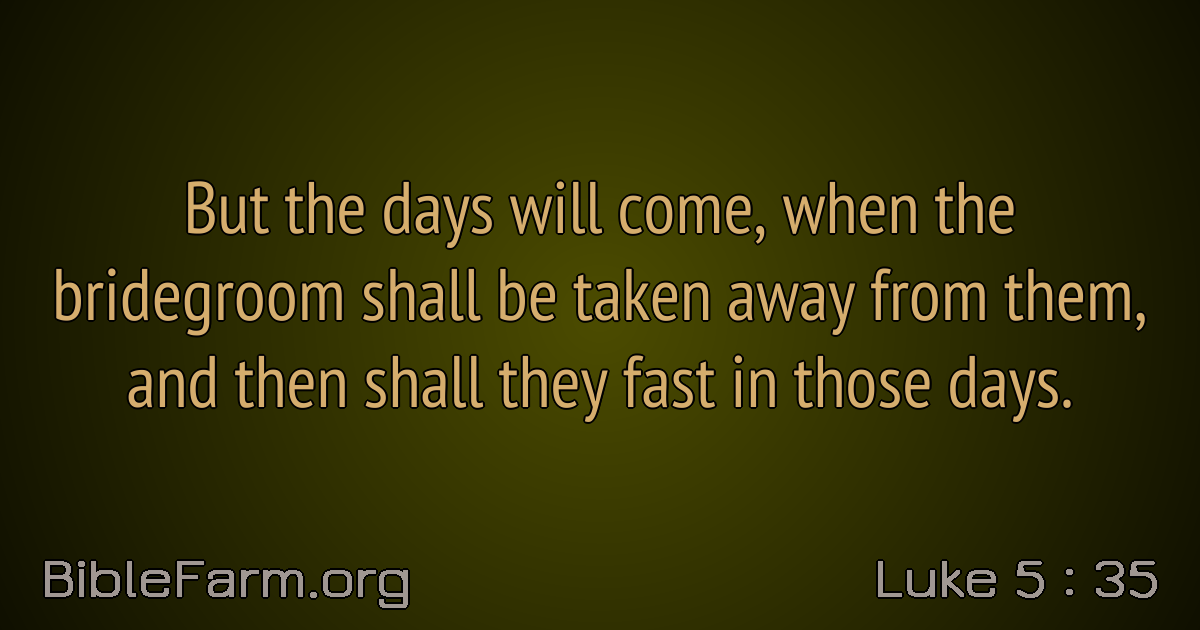 But the days will come, when the
bridegroom shall be taken away from them,
and then shall they fast in those days.
BibleFarm.org
Luke 5 : 35